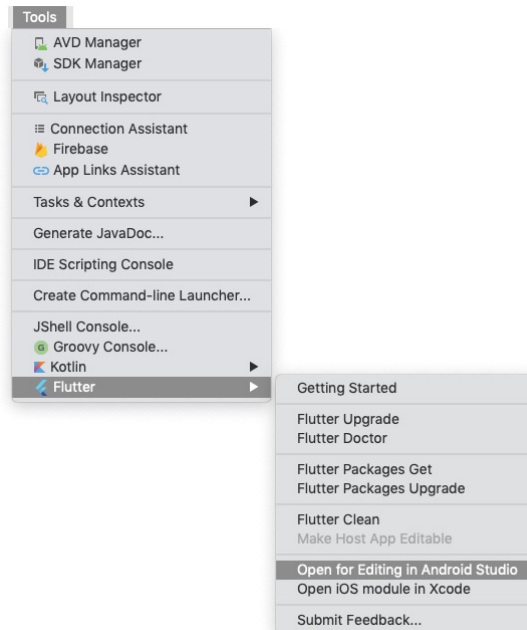 Tools
AVD Manager
SDK Manager
Layout Inspector
Connection Assistant
Firebase
App Links Assistant
Tasks & Contexts
Generate JavaDoc...
IDE Scripting Console
Create Command-line Launcher...
JShell Console...
G Groovy Console...
Kotlin
Flutter
Getting Started
Flutter Upgrade
Flutter Doctor
Flutter Packages Get
Flutter Packages Upgrade
Flutter Clean
Make Host App Editable
Open for Editing in Android Studio
Open iOS module in Xcode
Submit Feedback...